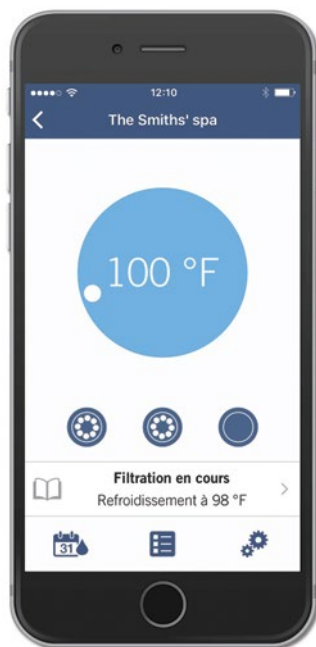 12:10
The Smiths' spa
100 °F
Filtration en cours
Refroidissement à 98 °F
31